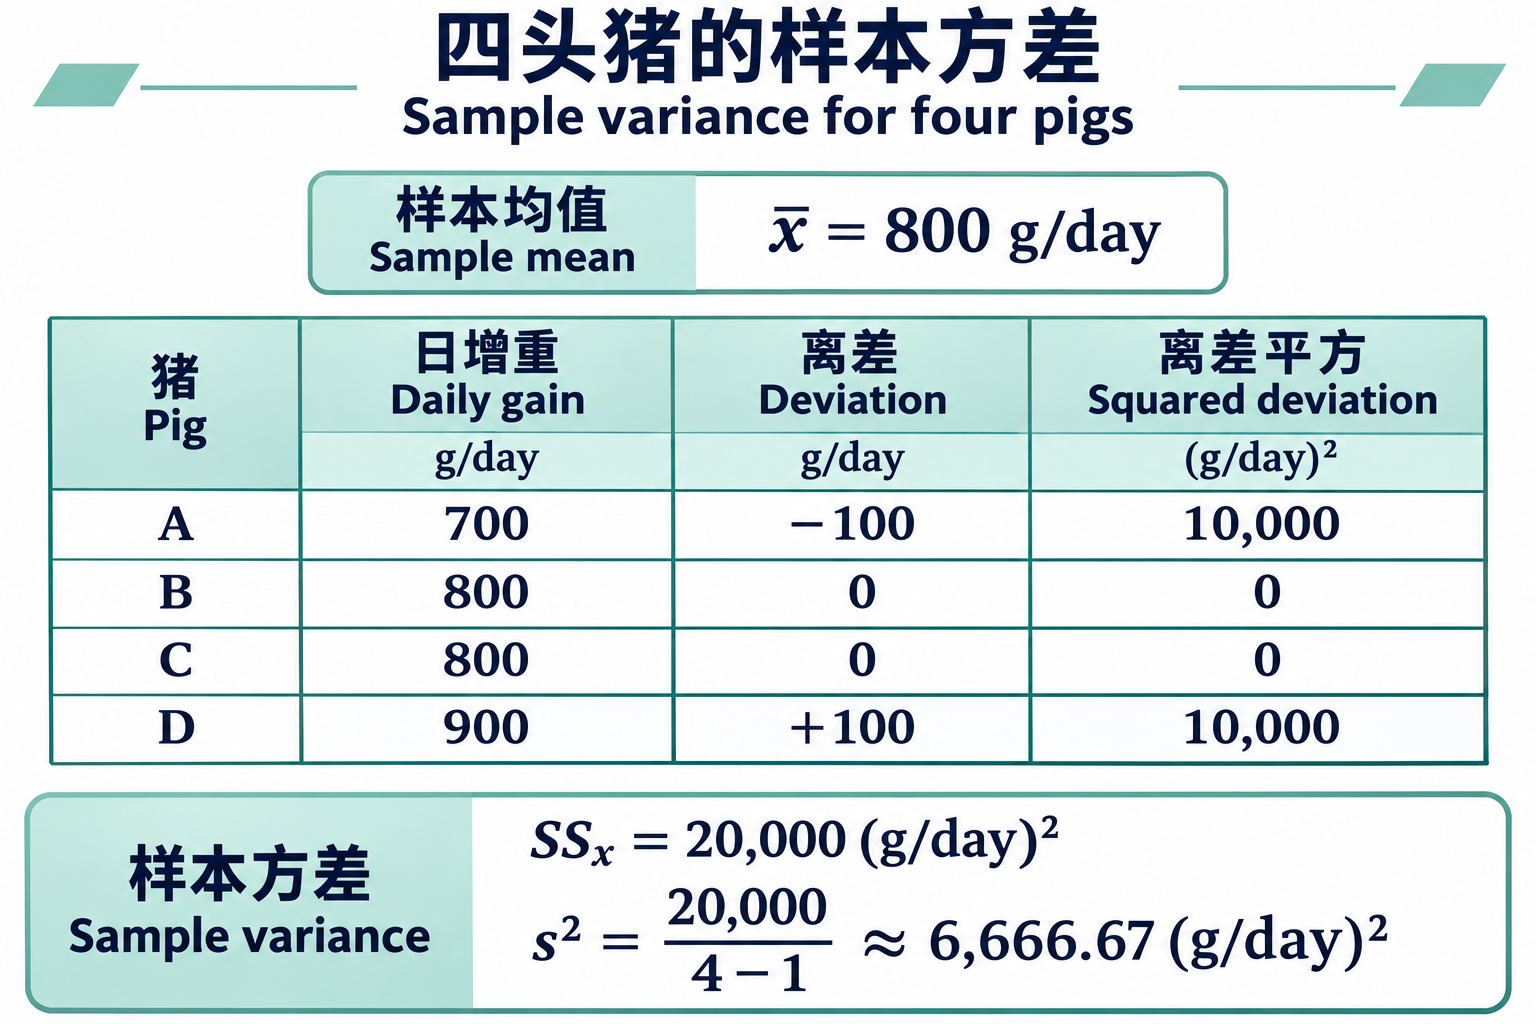 四头猪的样本方差
Sample variance for four pigs
样本均值
Sample mean
x̅ = 800 g/day
猪
Pig
日增重
Daily gain
离差
Deviation
离差平方
Squared deviation
g/day
g/day
(g/day)²
A 700 −100 10,000
B 800 0 0
C 800 0 0
D 900 +100 10,000
样本方差
Sample variance
SSₓ = 20,000 (g/day)²
s² = 20,000 / 4 − 1 ≈ 6,666.67 (g/day)²